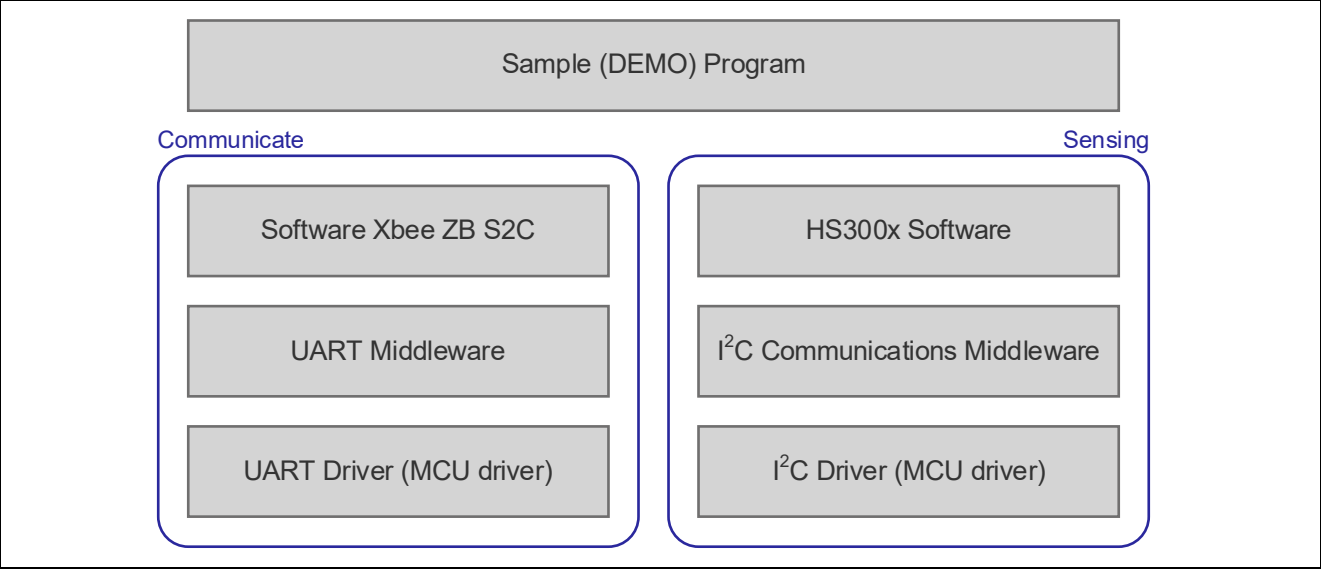 Sample (DEMO) Program
Communicate
Sensing
Software Xbee ZB S2C
HS300x Software
UART Middleware
I²C Communications Middleware
UART Driver (MCU driver)
I²C Driver (MCU driver)